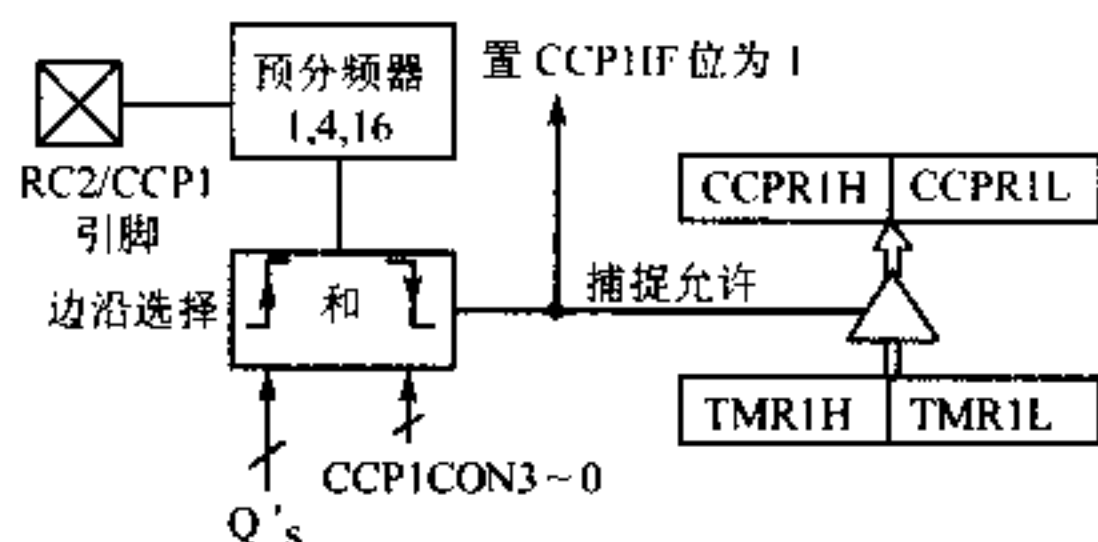 预分频器
1,4,16
置 CCP1IF 位为 1
RC2/CCP1
引脚
CCPR1H CCPR1L
边沿选择
和
捕捉允许
TMR1H TMR1L
CCP1CON3~0
Q's